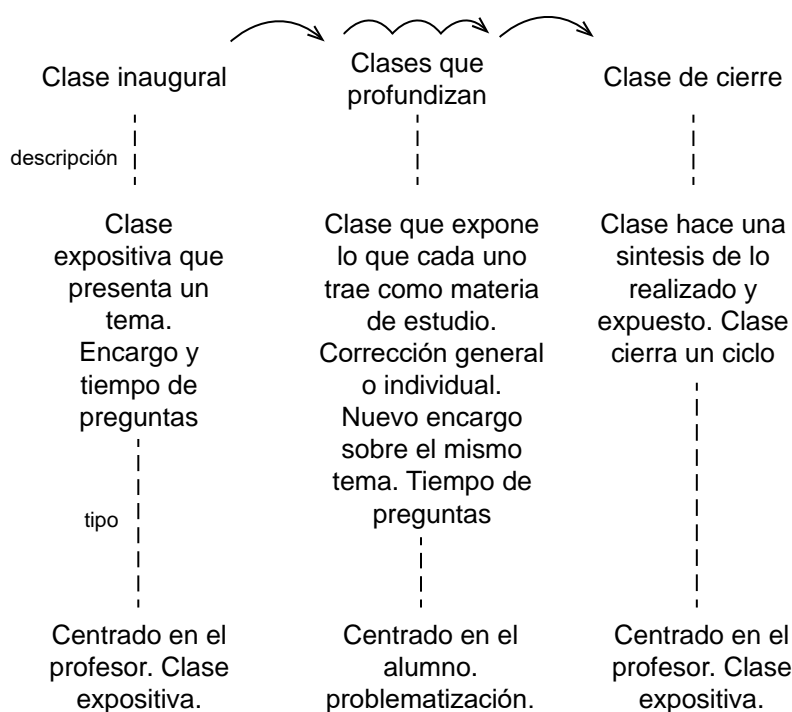 Clase inaugural
Clases que
profundizan
Clase de cierre
descripción
Clase
expositiva que
presenta un
tema.
Encargo y
tiempo de
preguntas
Clase que expone
lo que cada uno
trae como materia
de estudio.
Corrección general
o individual.
Nuevo encargo
sobre el mismo
tema. Tiempo de
preguntas
Clase hace una
sintesis de lo
realizado y
expuesto. Clase
cierra un ciclo
tipo
Centrado en el
profesor. Clase
expositiva.
Centrado en el
alumno.
problematización.
Centrado en el
profesor. Clase
expositiva.